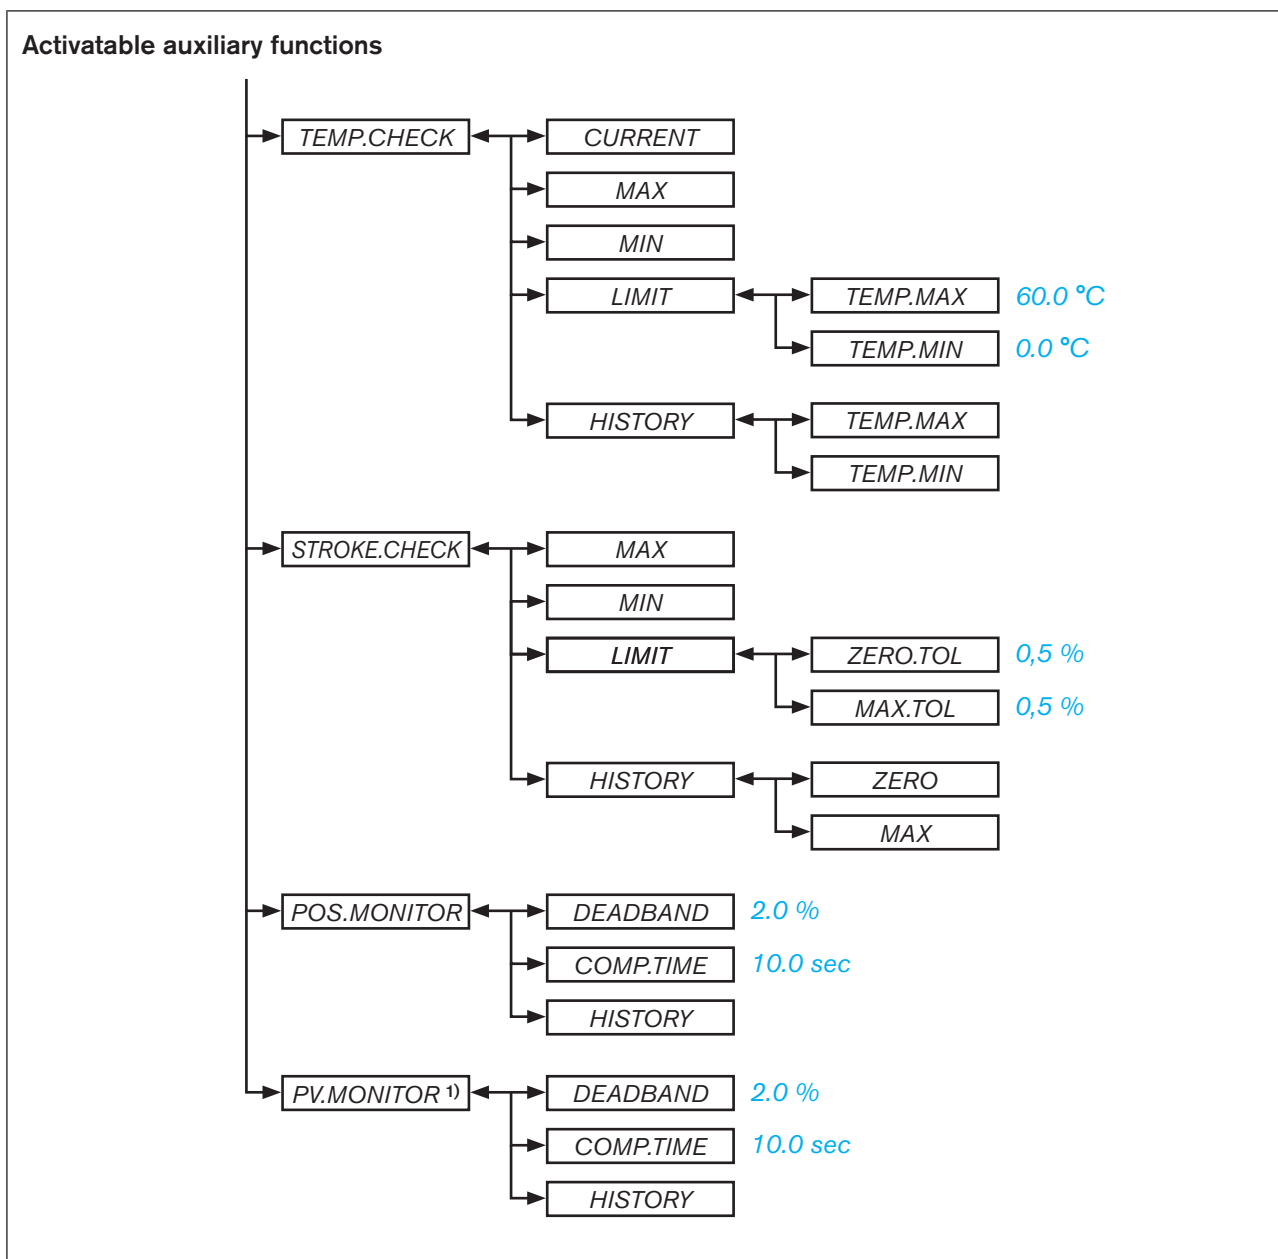 Activatable auxiliary functions
TEMP.CHECK
CURRENT
MAX
MIN
LIMIT
TEMP.MAX
60.0 °C
TEMP.MIN
0.0 °C
HISTORY
TEMP.MAX
TEMP.MIN
STROKE.CHECK
MAX
MIN
LIMIT
ZERO.TOL
0,5 %
MAX.TOL
0,5 %
HISTORY
ZERO
MAX
POS.MONITOR
DEADBAND
2.0 %
COMP.TIME
10.0 sec
HISTORY
PV.MONITOR 1)
DEADBAND
2.0 %
COMP.TIME
10.0 sec
HISTORY